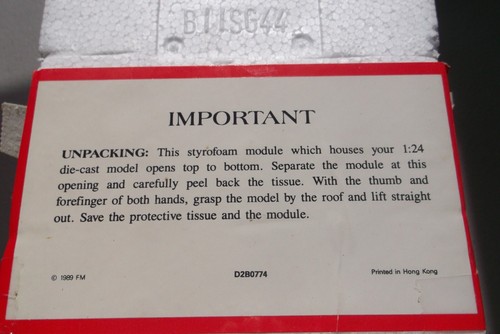 B11SG44
IMPORTANT
UNPACKING: This styrofoam module which houses your 1:24
die-cast model opens top to bottom. Separate the module at this
opening and carefully peel back the tissue. With the thumb and
forefinger of both hands, grasp the model by the roof and lift straight
out. Save the protective tissue and the module.
© 1989 FM D2B0774 Printed in Hong Kong